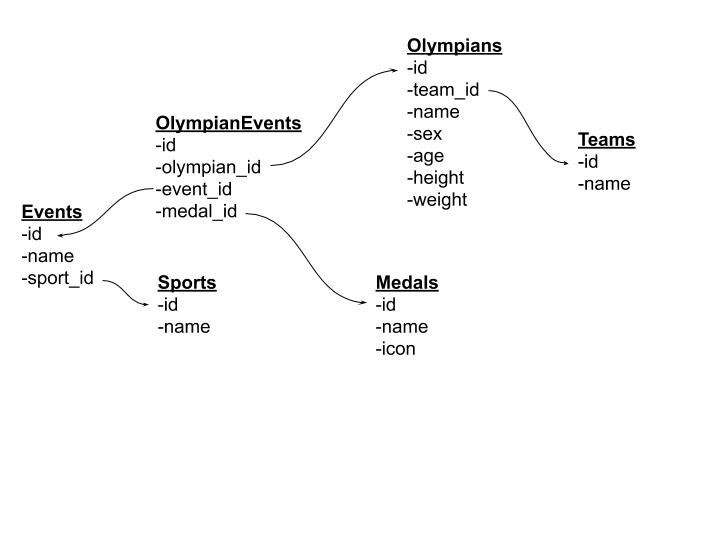 Olympians
-id
-team_id
-name
-sex
-age
-height
-weight
OlympianEvents
-id
-olympian_id
-event_id
-medal_id
Teams
-id
-name
Events
-id
-name
-sport_id
Sports
-id
-name
Medals
-id
-name
-icon